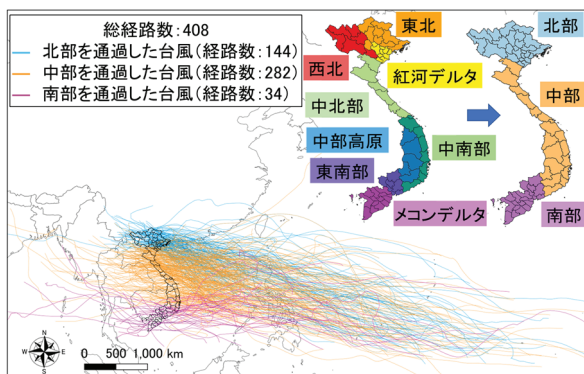 総経路数：408
北部を通過した台風（経路数：144）
中部を通過した台風（経路数：282）
南部を通過した台風（経路数：34）
東北
北部
西北
紅河デルタ
中北部
中部
中部高原
中南部
東南部
メコンデルタ
南部
N
W
E
S
0 500 1,000 km